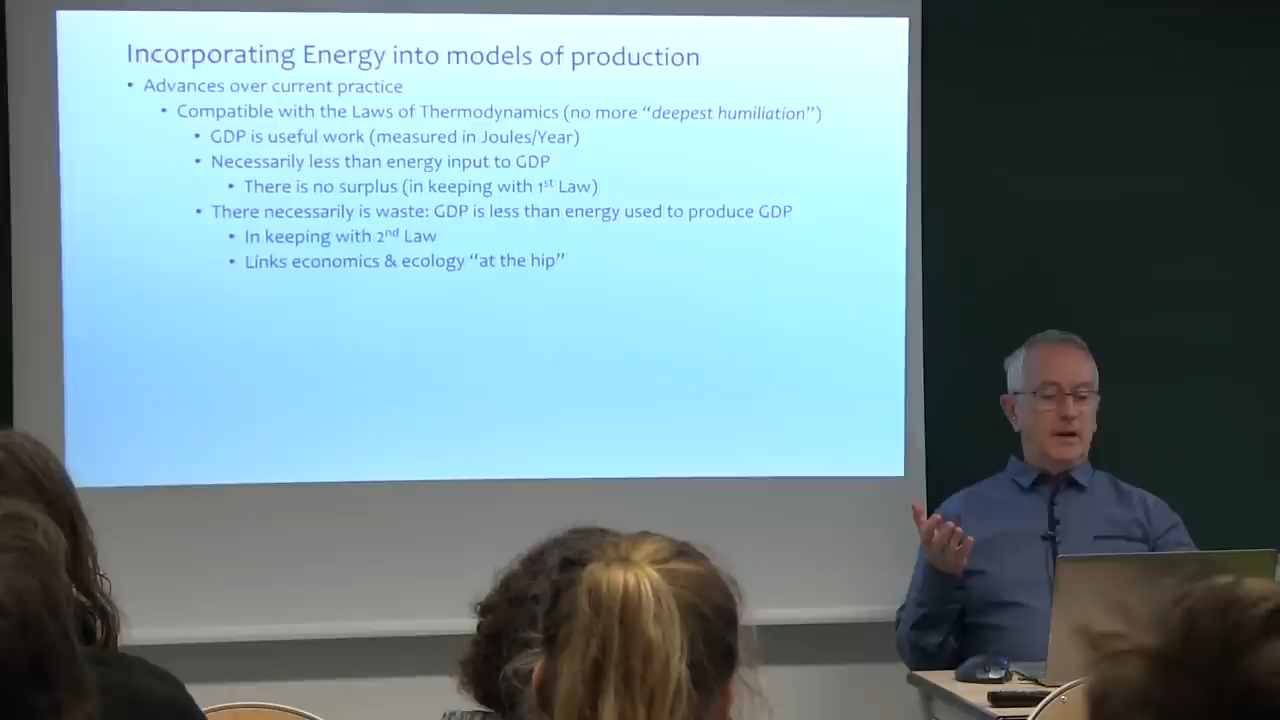 Incorporating Energy into models of production
• Advances over current practice
• Compatible with the Laws of Thermodynamics (no more “deepest humiliation”)
• GDP is useful work (measured in Joules/Year)
• Necessarily less than energy input to GDP
• There is no surplus (in keeping with 1st Law)
• There necessarily is waste: GDP is less than energy used to produce GDP
• In keeping with 2nd Law
• Links economics & ecology “at the hip”